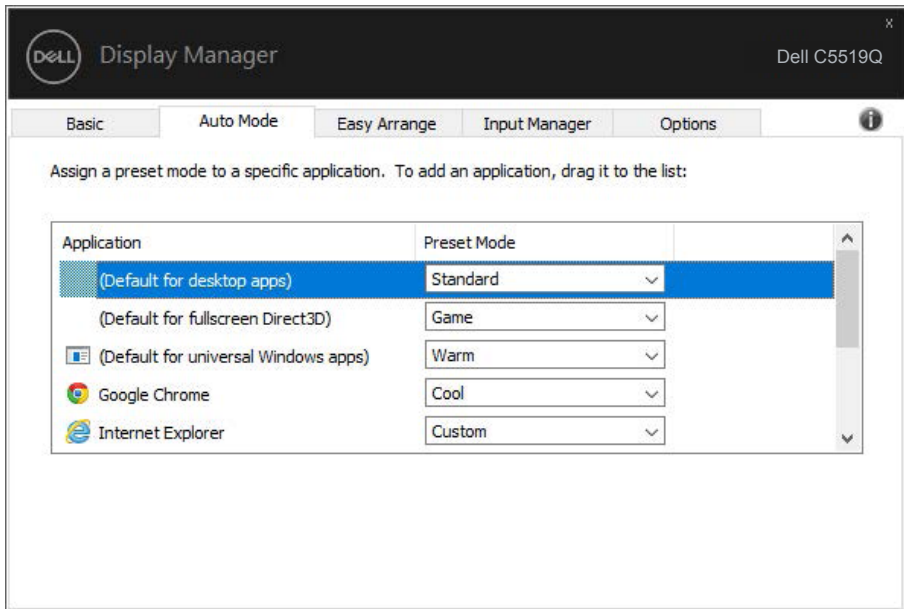 x
DELL Display Manager Dell C5519Q
Basic Auto Mode Easy Arrange Input Manager Options i
Assign a preset mode to a specific application. To add an application, drag it to the list:
Application Preset Mode
(Default for desktop apps) Standard
(Default for fullscreen Direct3D) Game
(Default for universal Windows apps) Warm
Google Chrome Cool
Internet Explorer Custom